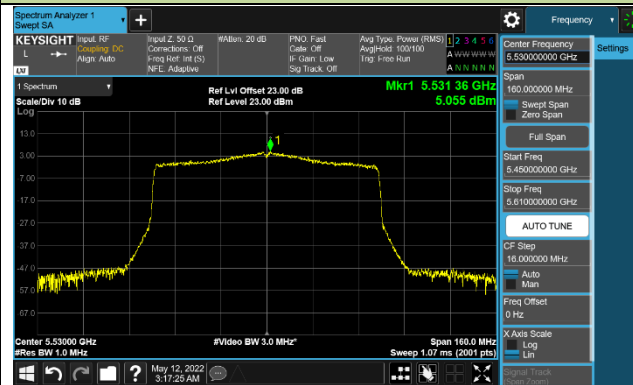 Spectrum Analyzer 1
Swept SA
Frequency
KEYSIGHT
L
LXI
Input: RF
Coupling: DC
Align: Auto
Input Z: 50 Ω
Corrections: Off
Freq Ref: Int (S)
NFE: Adaptive
#Atten: 20 dB
PNO: Fast
Gate: Off
IF Gain: Low
Sig Track: Off
Avg Type: Power (RMS)
Avg|Hold: 100/100
Trig: Free Run
1 2 3 4 5 6
A W W W W W
A N N N N N
1 Spectrum
Scale/Div 10 dB
Log
Ref Lvl Offset 23.00 dB
Ref Level 23.00 dBm
Mkr1 5.531 36 GHz
5.055 dBm
1
13.0
3.00
-7.00
-17.0
-27.0
-37.0
-47.0
-57.0
-67.0
Center 5.53000 GHz
#Res BW 1.0 MHz
#Video BW 3.0 MHz*
Span 160.0 MHz
Sweep 1.07 ms (2001 pts)
May 12, 2022
3:17:25 AM
Center Frequency
5.530000000 GHz
Settings
Span
160.000000 MHz
Swept Span
Zero Span
Full Span
Start Freq
5.450000000 GHz
Stop Freq
5.610000000 GHz
AUTO TUNE
CF Step
16.000000 MHz
Auto
Man
Freq Offset
0 Hz
X Axis Scale
Log
Lin
Signal Track
(Span Zoom)